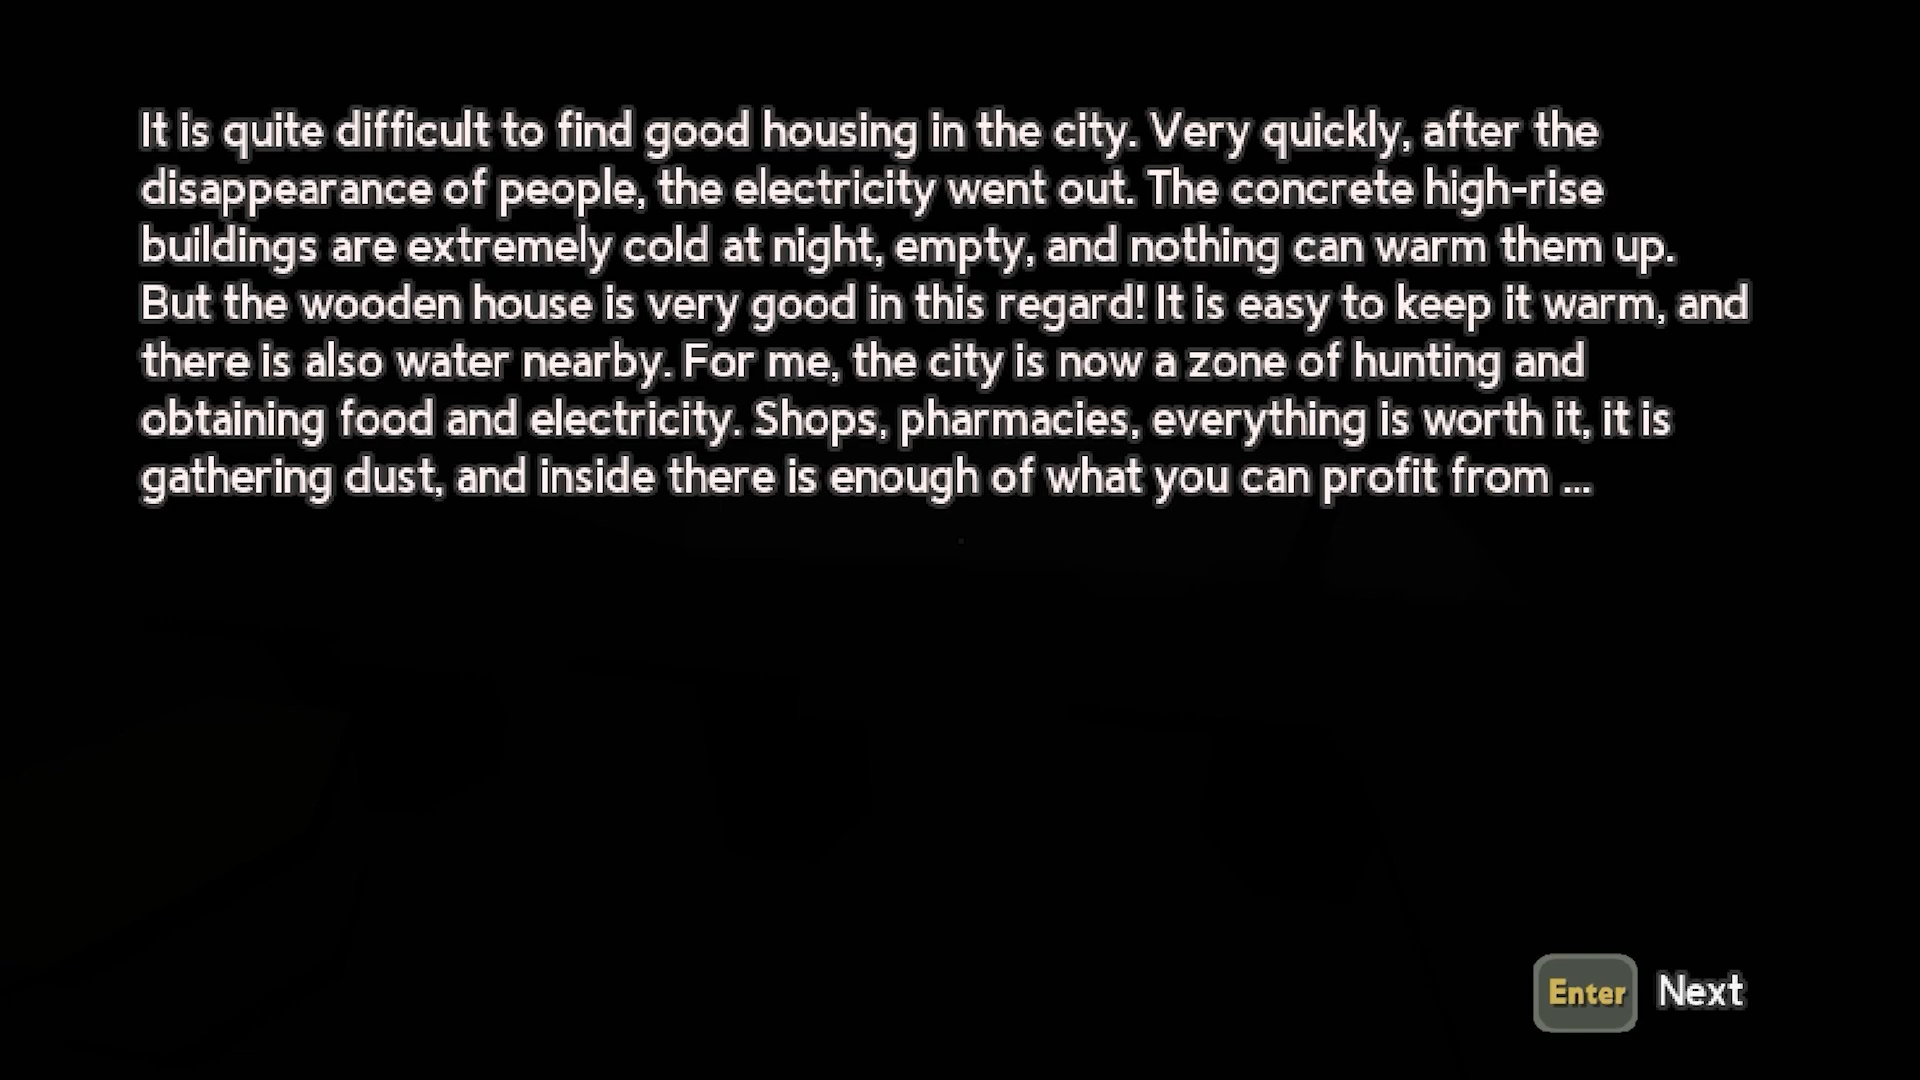 It is quite difficult to find good housing in the city. Very quickly, after the
disappearance of people, the electricity went out. The concrete high-rise
buildings are extremely cold at night, empty, and nothing can warm them up.
But the wooden house is very good in this regard! It is easy to keep it warm, and
there is also water nearby. For me, the city is now a zone of hunting and
obtaining food and electricity. Shops, pharmacies, everything is worth it, it is
gathering dust, and inside there is enough of what you can profit from ...
Enter Next